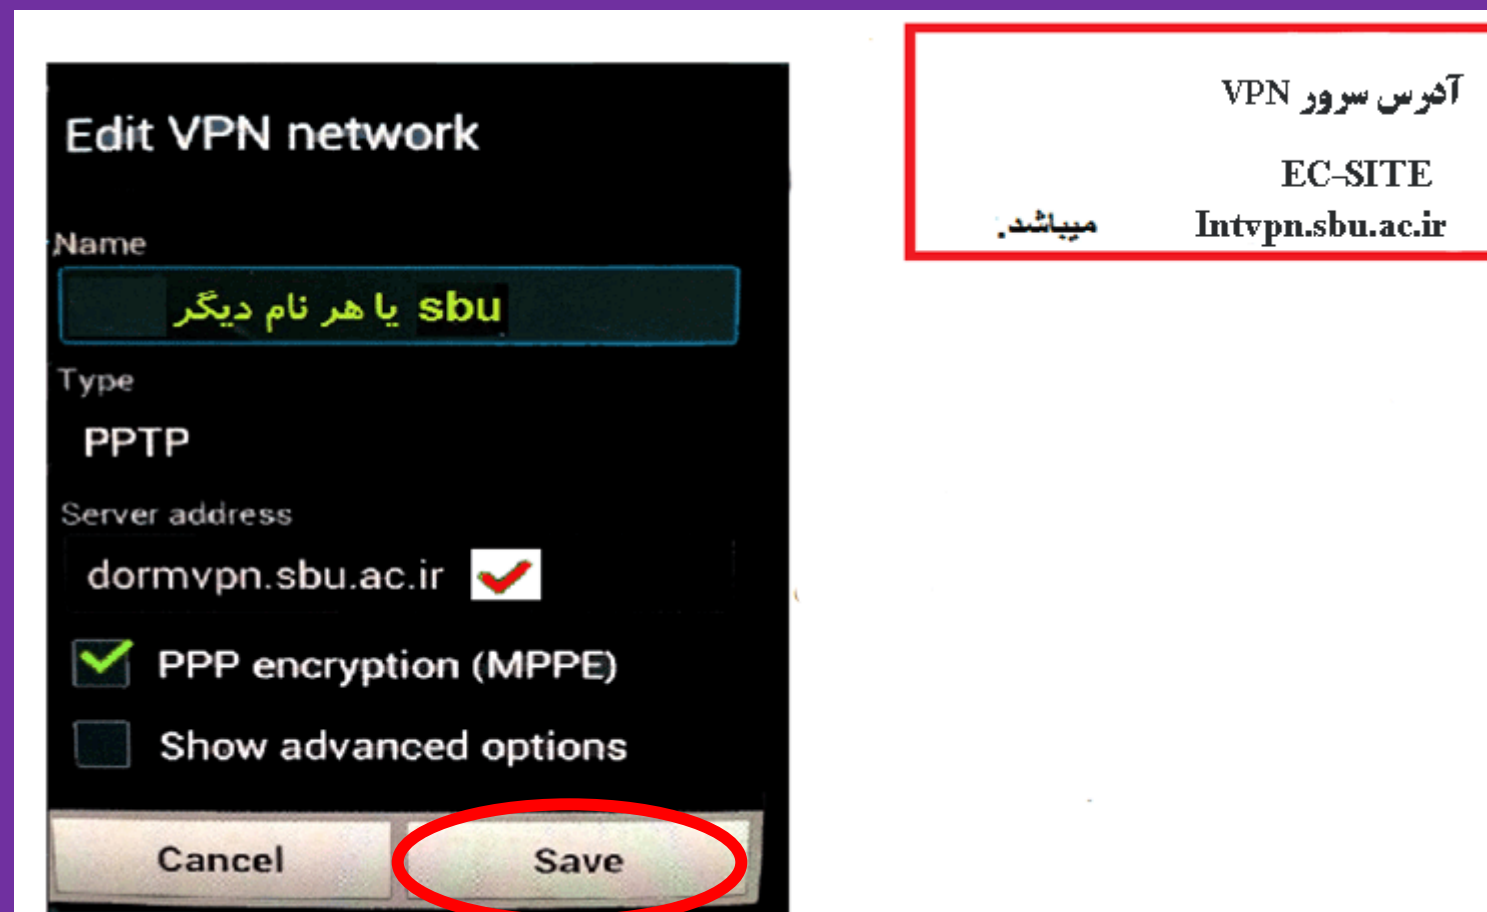 Edit VPN network
Name
sbu یا هر نام دیگر
Type
PPTP
Server address
dormvpn.sbu.ac.ir
PPP encryption (MPPE)
Show advanced options
Cancel
Save
آدرس سرور VPN
EC-SITE
Intvpn.sbu.ac.ir میباشد.